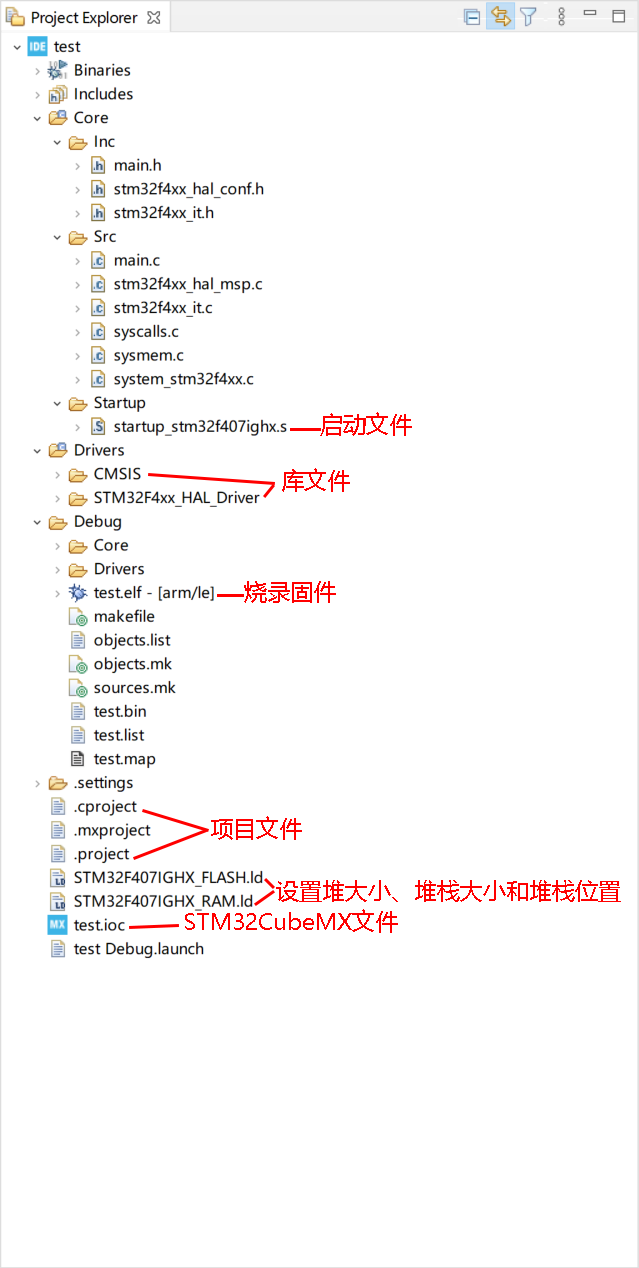 Project Explorer
IDE test
Binaries
Includes
Core
Inc
.h main.h
.h stm32f4xx_hal_conf.h
.h stm32f4xx_it.h
Src
.c main.c
.c stm32f4xx_hal_msp.c
.c stm32f4xx_it.c
.c syscalls.c
.c sysmem.c
.c system_stm32f4xx.c
Startup
.S startup_stm32f407ighx.s 启动文件
Drivers
CMSIS
库文件
STM32F4xx_HAL_Driver
Debug
Core
Drivers
test.elf - [arm/le] 烧录固件
makefile
objects.list
objects.mk
sources.mk
test.bin
test.list
test.map
.settings
.cproject
.mxproject 项目文件
.project
LD STM32F407IGHX_FLASH.ld
设置堆大小、堆栈大小和堆栈位置
LD STM32F407IGHX_RAM.ld
MX test.ioc STM32CubeMX文件
test Debug.launch